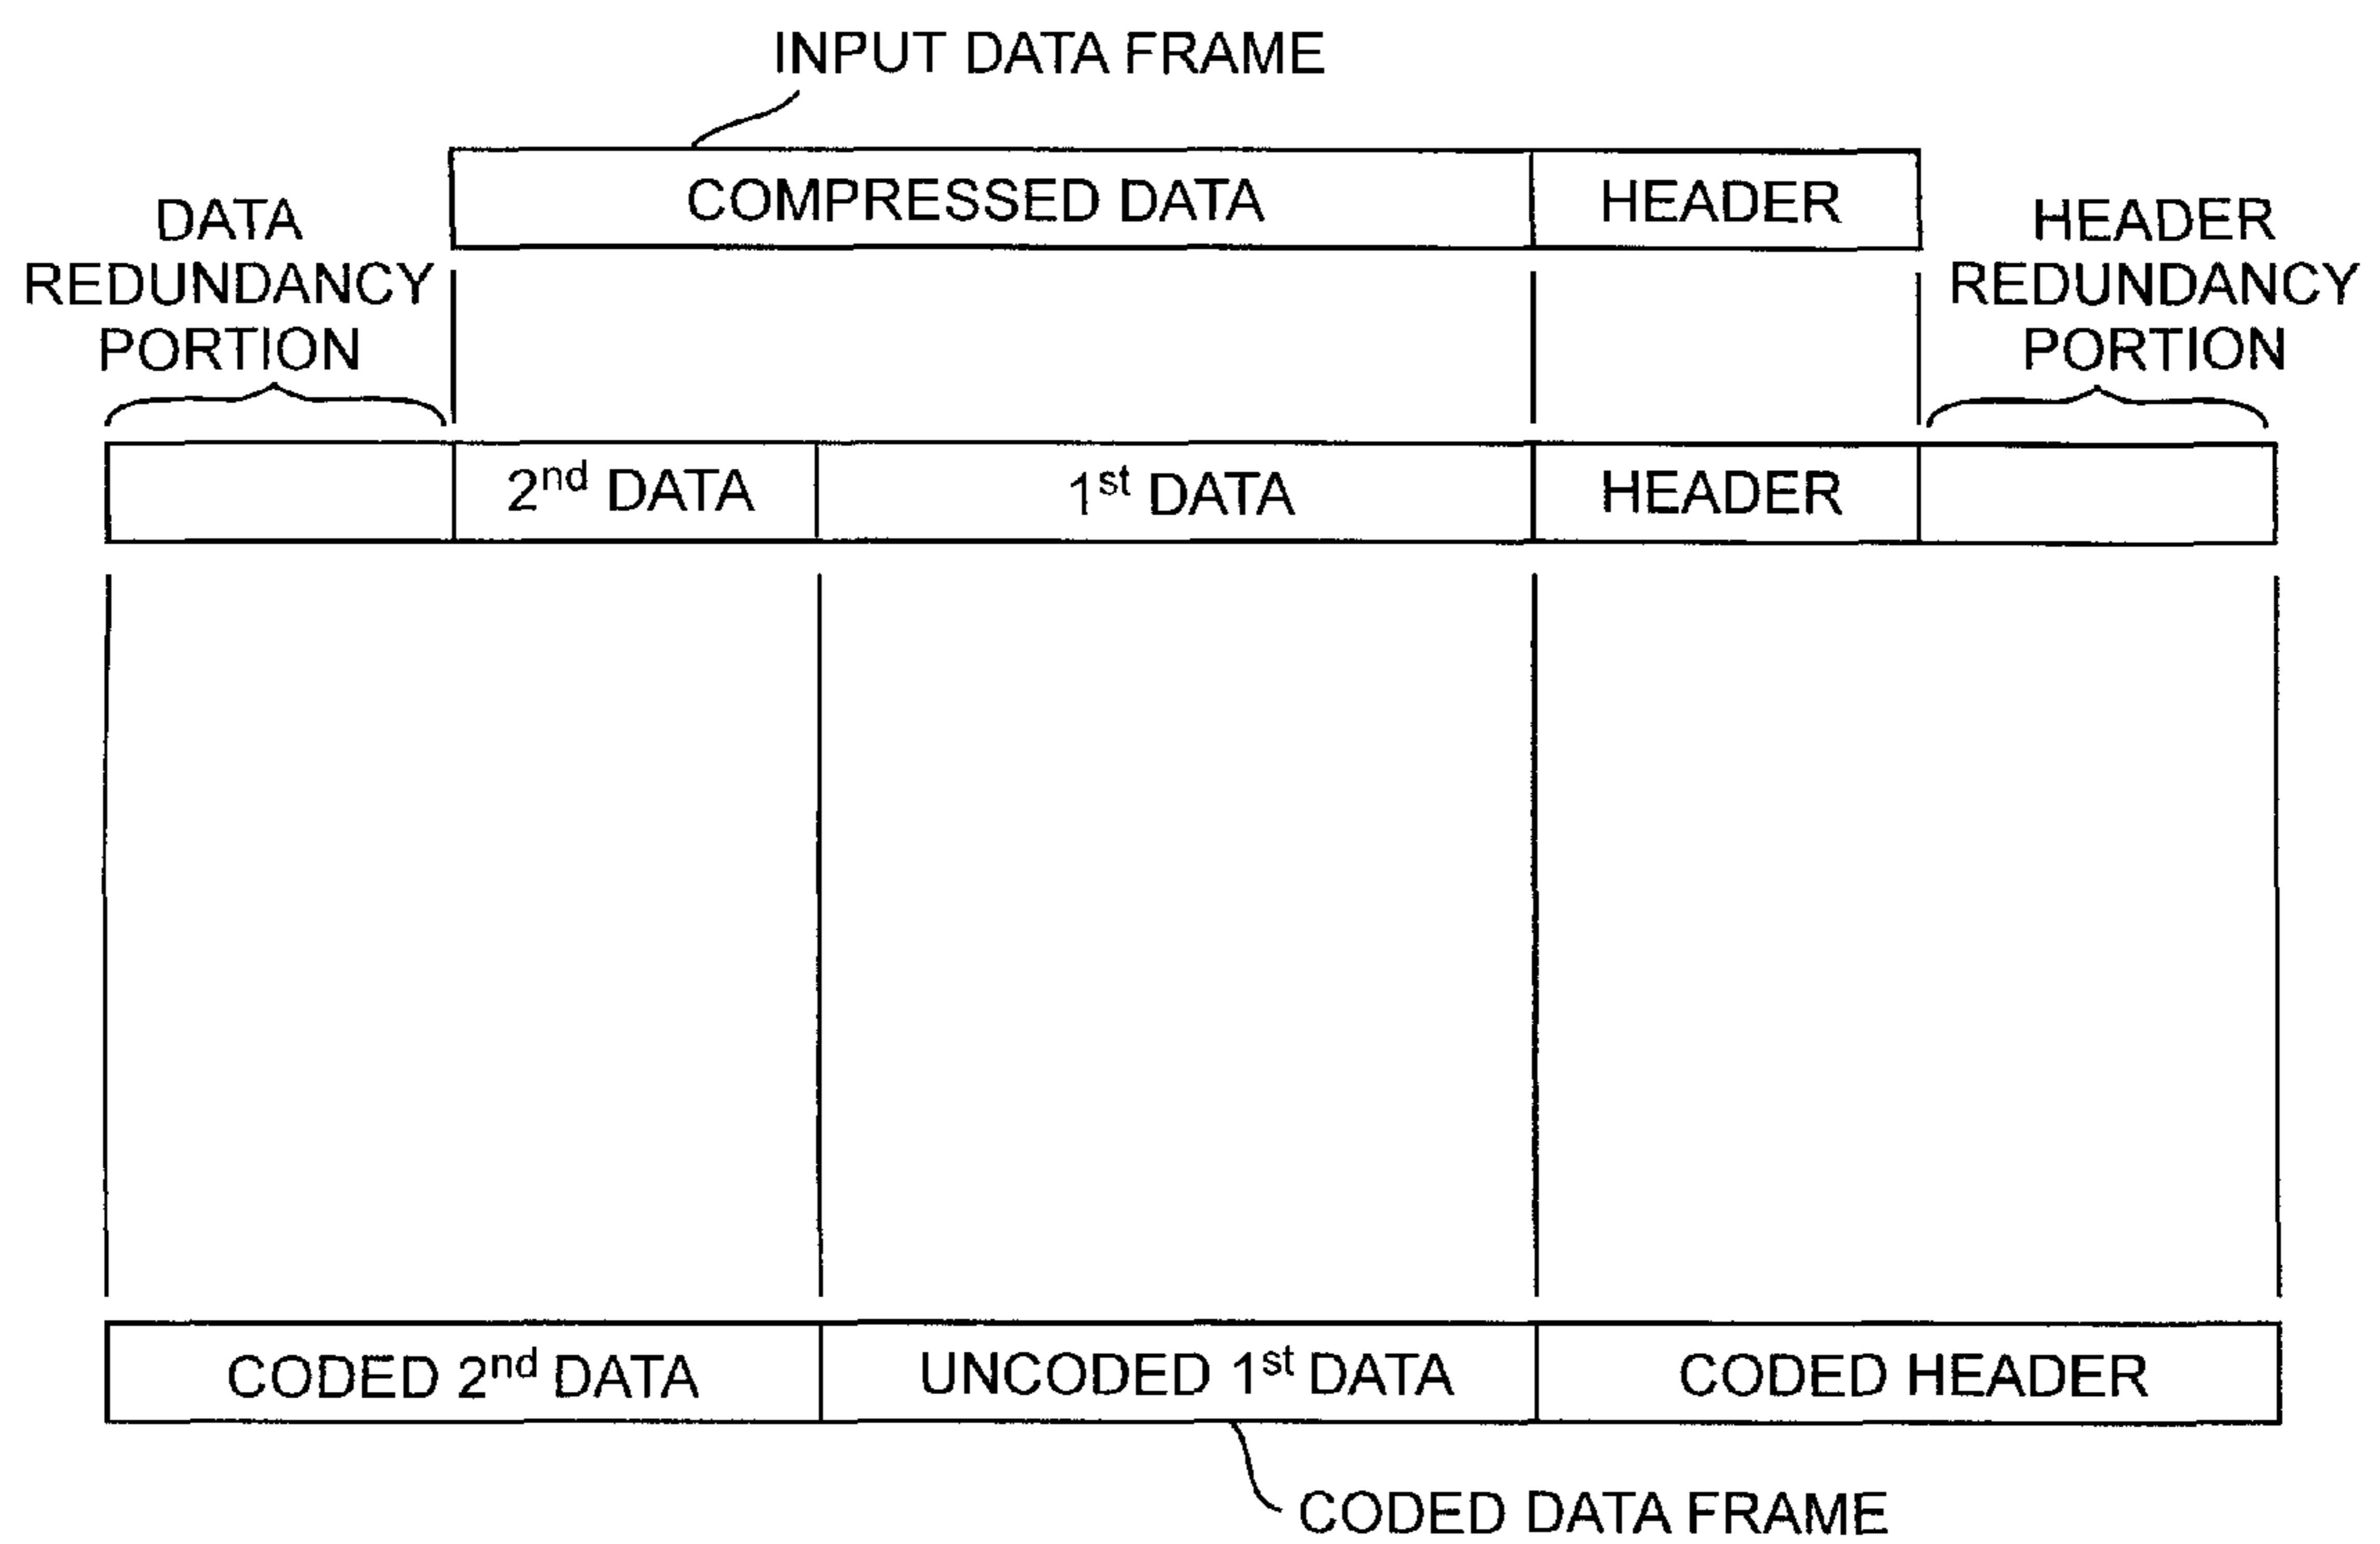 INPUT DATA FRAME
COMPRESSED DATA
HEADER
DATA
REDUNDANCY
PORTION
HEADER
REDUNDANCY
PORTION
2nd DATA
1st DATA
HEADER
CODED 2nd DATA
UNCODED 1st DATA
CODED HEADER
CODED DATA FRAME